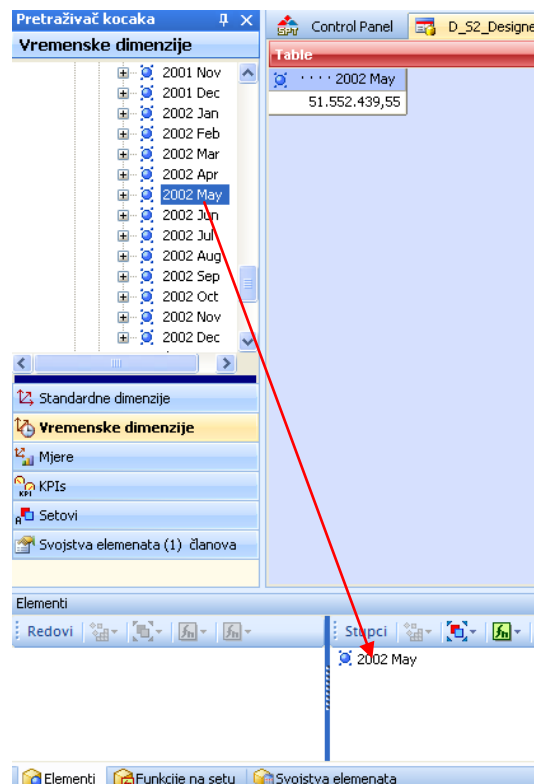 Pretraživač kocaka
Vremenske dimenzije
2001 Nov
2001 Dec
2002 Jan
2002 Feb
2002 Mar
2002 Apr
2002 May
2002 Jun
2002 Jul
2002 Aug
2002 Sep
2002 Oct
2002 Nov
2002 Dec
Standardne dimenzije
Vremenske dimenzije
Mjere
KPI KPIs
Setovi
Svojstva elemenata (1) članova
Control Panel D_S2_Designe
Table
· · · · 2002 May
51.552.439,55
Elementi
Redovi
Stupci
2002 May
Elementi Funkcije na setu Svojstva elemenata